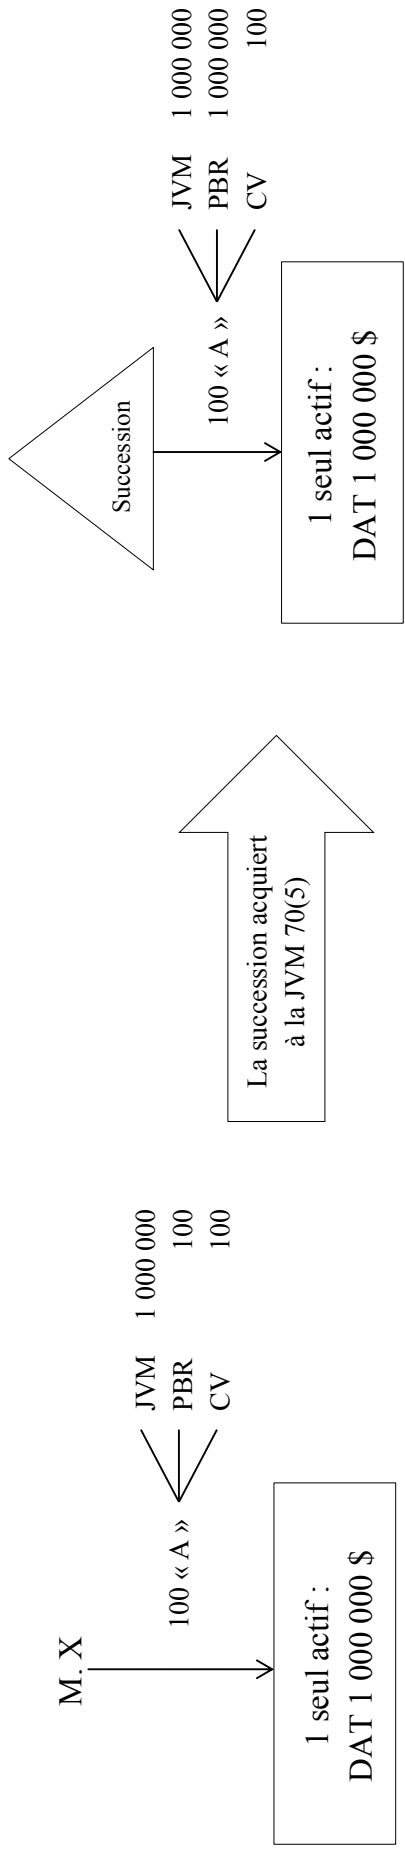 M. X
100 « A »
JVM 1 000 000
PBR 100
CV 100
1 seul actif :
DAT 1 000 000 $
La succession acquiert
à la JVM 70(5)
Succession
100 « A »
JVM 1 000 000
PBR 1 000 000
CV 100
1 seul actif :
DAT 1 000 000 $